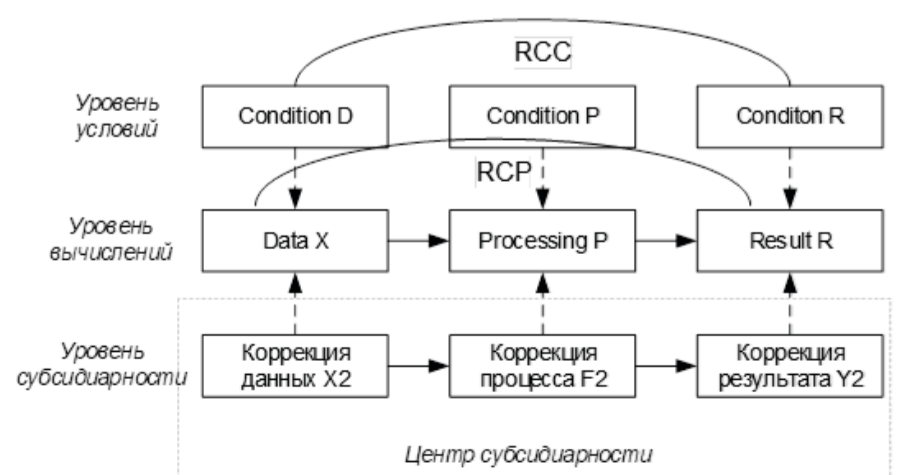 RCC
Уровень
условий
Condition D
Condition P
Conditon R
RCP
Уровень
вычислений
Data X
Processing P
Result R
Уровень
субсидиарности
Коррекция
данных X2
Коррекция
процесса F2
Коррекция
результата Y2
Центр субсидиарности